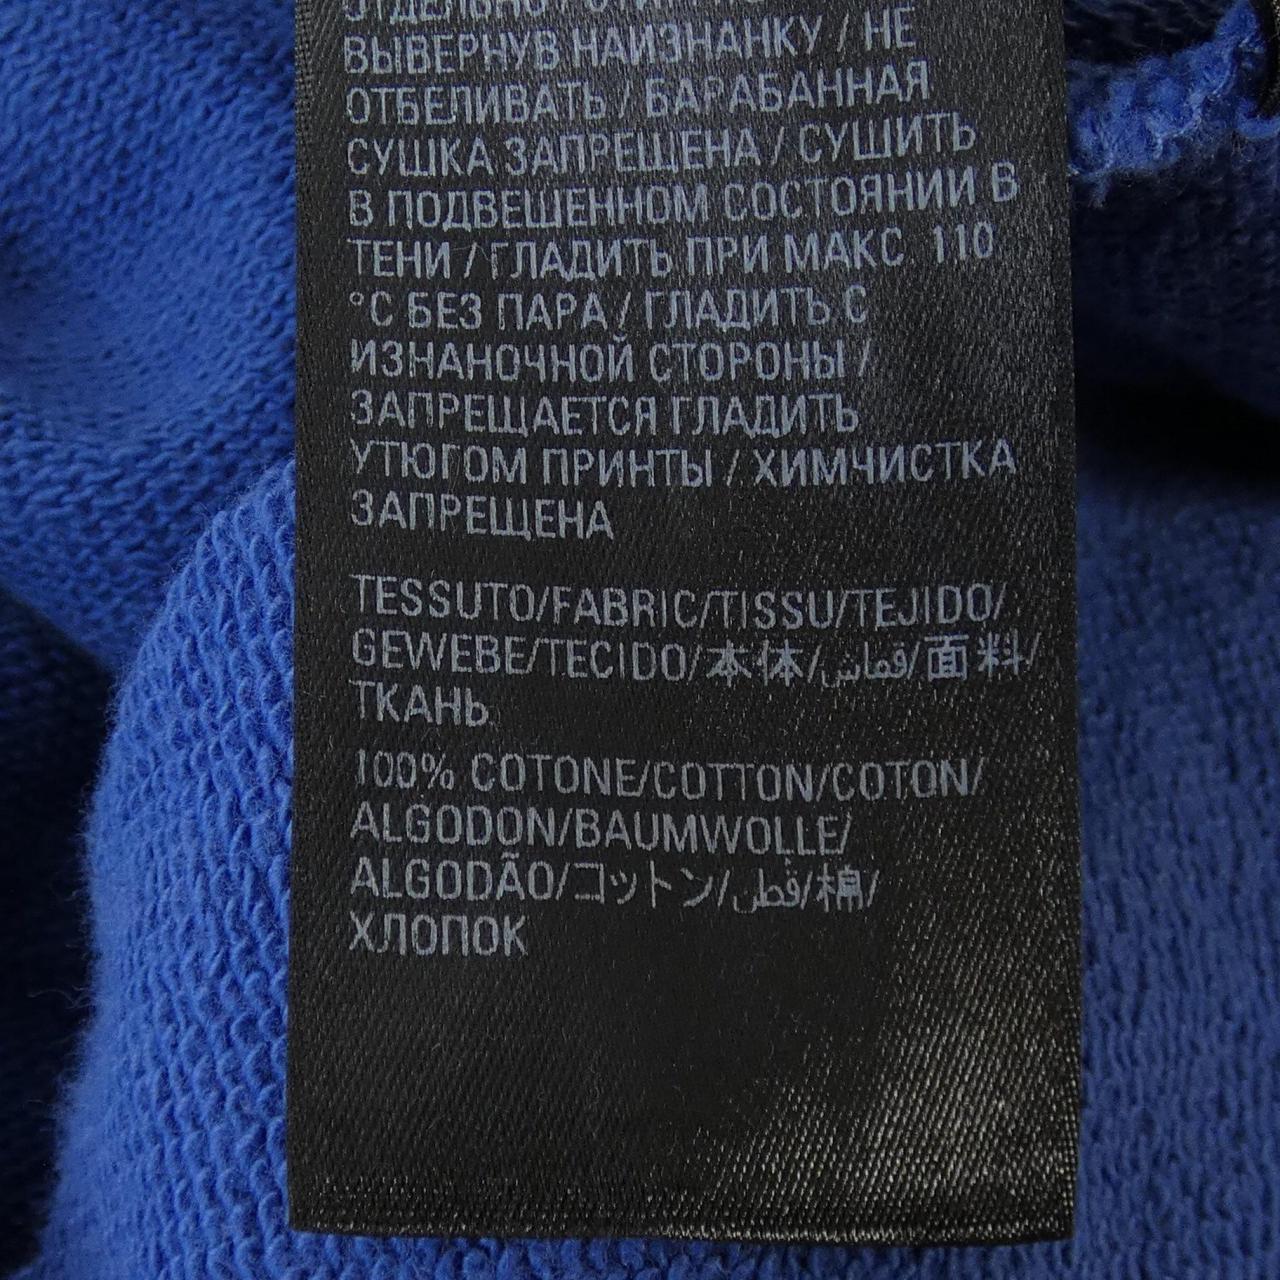 ОТДЕЛЬНО /
ВЫВЕРНУВ НАИЗНАНКУ / НЕ
ОТБЕЛИВАТЬ / БАРАБАННАЯ
СУШКА ЗАПРЕЩЕНА / СУШИТЬ
В ПОДВЕШЕННОМ СОСТОЯНИИ В
ТЕНИ / ГЛАДИТЬ ПРИ МАКС. 110
°C БЕЗ ПАРА / ГЛАДИТЬ С
ИЗНАНОЧНОЙ СТОРОНЫ /
ЗАПРЕЩАЕТСЯ ГЛАДИТЬ
УТЮГОМ ПРИНТЫ / ХИМЧИСТКА
ЗАПРЕЩЕНА
TESSUTO/FABRIC/TISSU/TEJIDO/
GEWEBE/TECIDO/本体/قماش/面料/
ТКАНЬ
100% COTONE/COTTON/COTON/
ALGODON/BAUMWOLLE/
ALGODÃO/コットン/قطن/棉/
ХЛОПОК